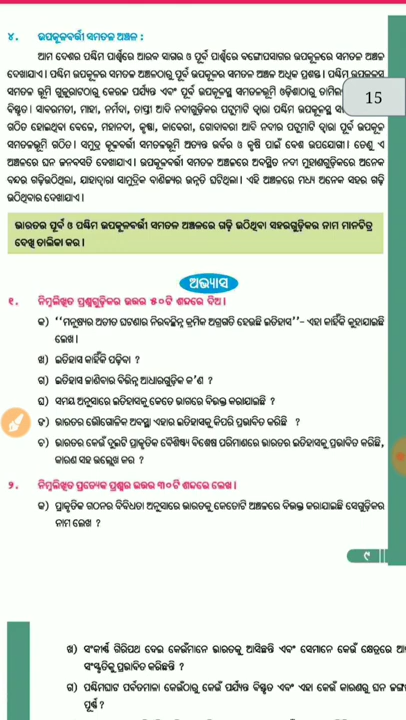 ୪. ଉପକୂଳବର୍ତ୍ତୀ ସମତଳ ଅଞ୍ଚଳ :
ଆମ ଦେଶର ପଶ୍ଚିମ ପାର୍ଶ୍ଵରେ ଆରବ ସାଗର ଓ ପୂର୍ବ ପାର୍ଶ୍ଵରେ ବଙ୍ଗୋପସାଗର ଉପକୂଳରେ ସମତଳ ଅଞ୍ଚଳ
ଦେଖାଯାଏ । ପଶ୍ଚିମ ଉପକୂଳର ସମତଳ ଅଞ୍ଚଳଠାରୁ ପୂର୍ବ ଉପକୂଳର ସମତଳ ଅଞ୍ଚଳ ଅଧିକ ପ୍ରଶସ୍ତ । ପଶ୍ଚିମ ଉପକୂଳସ୍ଥ
ସମତଳ ଭୂମି ଗୁଜୁରାଟଠାରୁ କେରଳ ପର୍ଯ୍ୟନ୍ତ ଏବଂ ପୂର୍ବ ଉପକୂଳସ୍ଥ ସମତଳଭୂମି ଓଡ଼ିଶାଠାରୁ
ବିସ୍ତୃତ । ସାବରମତୀ, ମାହୀ, ନର୍ମଦା, ତାପ୍ତୀ ଆଦି ନଦୀଗୁଡ଼ିକର ପଟୁମାଟି ଦ୍ଵାରା ପଶ୍ଚିମ ଉପକୂଳସ୍ଥ
ଗଠିତ ହୋଇଥିବା ବେଳେ, ମହାନଦୀ, କୃଷ୍ଣା, କାବେରୀ, ଗୋଦାବରୀ ଆଦି ନଦୀର ପଟୁମାଟି ଦ୍ଵାରା ପୂର୍ବ ଉପକୂଳ
ସମତଳଭୂମି ଗଠିତ । ସମୁଦ୍ର କୂଳବର୍ତ୍ତୀ ସମତଳଭୂମି ଅତ୍ୟନ୍ତ ଉର୍ବର ଓ କୃଷି ପାଇଁ ବେଶ ଉପଯୋଗୀ । ତେଣୁ ଏ
ଅଞ୍ଚଳରେ ଘନ ଜନବସତି ଦେଖାଯାଏ । ଉପକୂଳବର୍ତ୍ତୀ ସମତଳ ଅଞ୍ଚଳରେ ଅବସ୍ଥିତ ନଦୀ ମୁହାଣଗୁଡ଼ିକରେ ଅନେକ
ବନ୍ଦର ଗଢ଼ିଉଠିଥିଲା, ଯାହାଦ୍ଵାରା ସାମୁଦ୍ରିକ ବାଣିଜ୍ୟର ଉନ୍ନତି ଘଟିଥିଲା । ଏହି ଅଞ୍ଚଳରେ ମଧ୍ୟ ଅନେକ ସହର ଗଢ଼ି
ଉଠିଥିବାର ଦେଖାଯାଏ ।
15
ଭାରତର ପୂର୍ବ ଓ ପଶ୍ଚିମ ଉପକୂଳବର୍ତ୍ତୀ ସମତଳ ଅଞ୍ଚଳରେ ଗଢ଼ି ଉଠିଥିବା ସହରଗୁଡ଼ିକର ନାମ ମାନଚିତ୍ର
ଦେଖି ତାଲିକା କର ।
ଅଭ୍ୟାସ
୧. ନିମ୍ନଲିଖିତ ପ୍ରଶ୍ନଗୁଡ଼ିକର ଉତ୍ତର ୫୦ଟି ଶବ୍ଦରେ ଦିଅ ।
କ) ‘‘ମନୁଷ୍ୟର ଅତୀତ ଘଟଣାର ନିରବଚ୍ଛିନ୍ନ କ୍ରମିକ ଅଗ୍ରଗତି ହେଉଛି ଇତିହାସ’’- ଏହା କାହିଁକି କୁହାଯାଇଛି
ଲେଖ ।
ଖ) ଇତିହାସ କାହିଁକି ପଢ଼ିବା ?
ଗ) ଇତିହାସ ଜାଣିବାର ବିଭିନ୍ନ ଆଧାରଗୁଡ଼ିକ କ'ଣ ?
ଘ) ସମୟ ଅନୁସାରେ ଇତିହାସକୁ କେତେ ଭାଗରେ ବିଭକ୍ତ କରାଯାଇଛି ?
ଙ) ଭାରତର ଭୌଗୋଳିକ ଅବସ୍ଥା ଏହାର ଇତିହାସକୁ କିପରି ପ୍ରଭାବିତ କରିଛି ?
ଚ) ଭାରତର କେଉଁ ଦୁଇଟି ପ୍ରାକୃତିକ ବୈଶିଷ୍ଟ୍ୟ ବିଶେଷ ପରିମାଣରେ ଭାରତର ଇତିହାସକୁ ପ୍ରଭାବିତ କରିଛି,
କାରଣ ସହ ଉଲ୍ଲେଖ କର ?
୨. ନିମ୍ନଲିଖିତ ପ୍ରତ୍ୟେକ ପ୍ରଶ୍ନର ଉତ୍ତର ୩୦ଟି ଶବ୍ଦରେ ଲେଖ ।
କ) ପ୍ରାକୃତିକ ଗଠନର ବିବିଧତା ଅନୁସାରେ ଭାରତକୁ କେତୋଟି ଅଞ୍ଚଳରେ ବିଭକ୍ତ କରାଯାଇଛି ସେଗୁଡ଼ିକର
ନାମ ଲେଖ ?
୯
ଖ) ସଂକୀର୍ଣ୍ଣ ଗିରିପଥ ଦେଇ କେଉଁମାନେ ଭାରତକୁ ଆସିଛନ୍ତି ଏବଂ ସେମାନେ କେଉଁ କ୍ଷେତ୍ରରେ
ସଂସ୍କୃତିକୁ ପ୍ରଭାବିତ କରିଛନ୍ତି ?
ଗ) ପଶ୍ଚିମଘାଟ ପର୍ବତମାଳା କେଉଁଠାରୁ କେଉଁ ପର୍ଯ୍ୟନ୍ତ ବିସ୍ତୃତ ଏବଂ ଏହା କେଉଁ କାରଣରୁ ଘନ
ପୂର୍ଣ୍ଣ ?